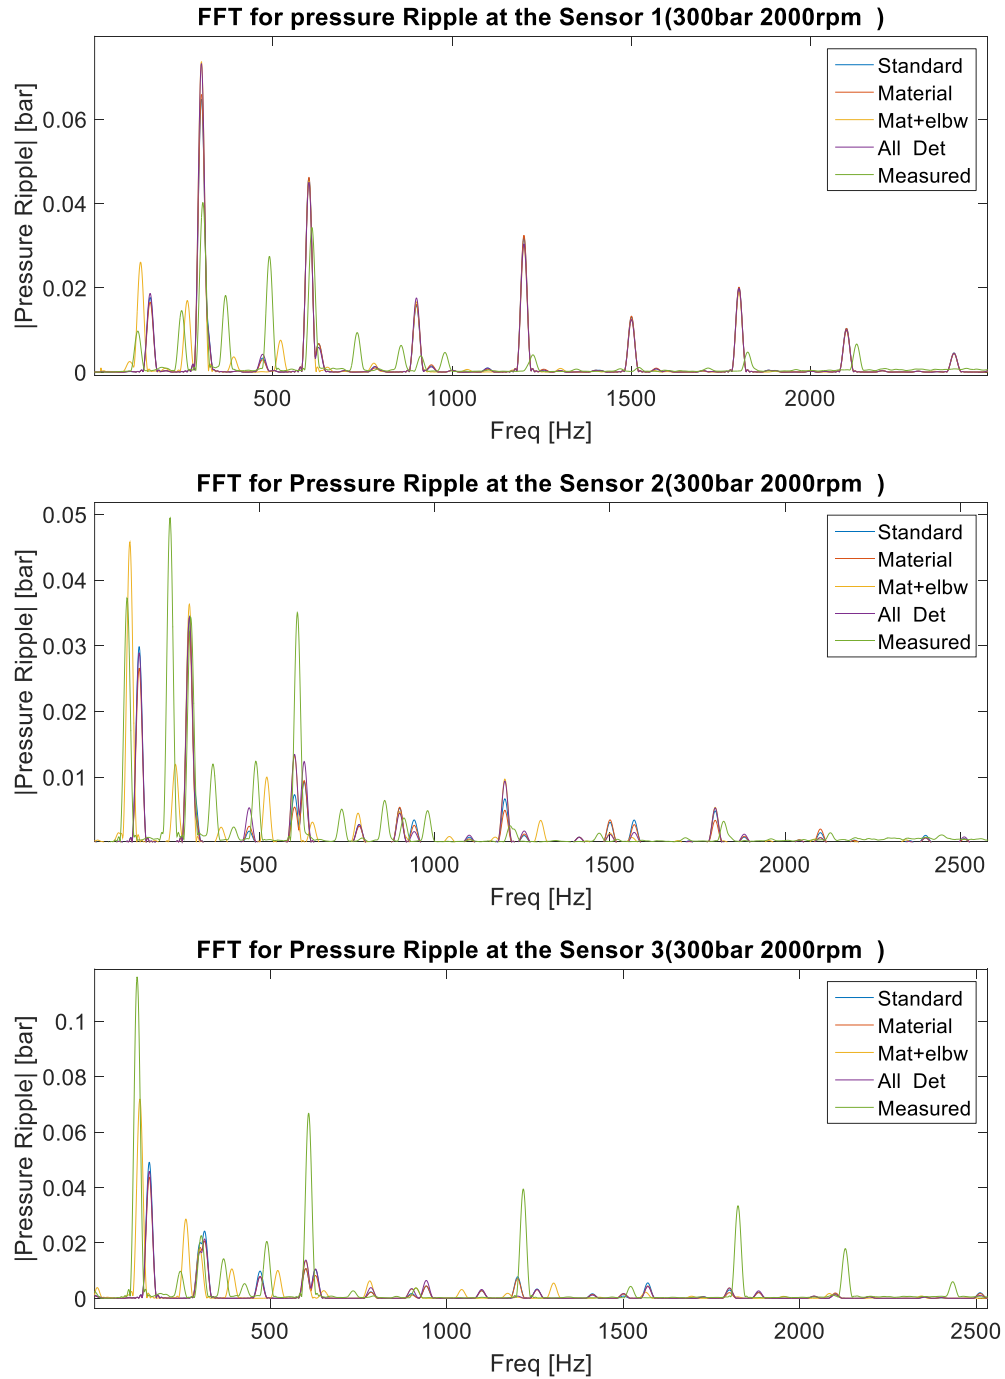 FFT for pressure Ripple at the Sensor 1(300bar 2000rpm )
|Pressure Ripple| [bar]
0.06
0.04
0.02
0
Standard
Material
Mat+elbw
All Det
Measured
500 1000 1500 2000
Freq [Hz]
FFT for Pressure Ripple at the Sensor 2(300bar 2000rpm )
|Pressure Ripple| [bar]
0.05
0.04
0.03
0.02
0.01
Standard
Material
Mat+elbw
All Det
Measured
500 1000 1500 2000 2500
Freq [Hz]
FFT for Pressure Ripple at the Sensor 3(300bar 2000rpm )
|Pressure Ripple| [bar]
0.1
0.08
0.06
0.04
0.02
0
Standard
Material
Mat+elbw
All Det
Measured
500 1000 1500 2000 2500
Freq [Hz]